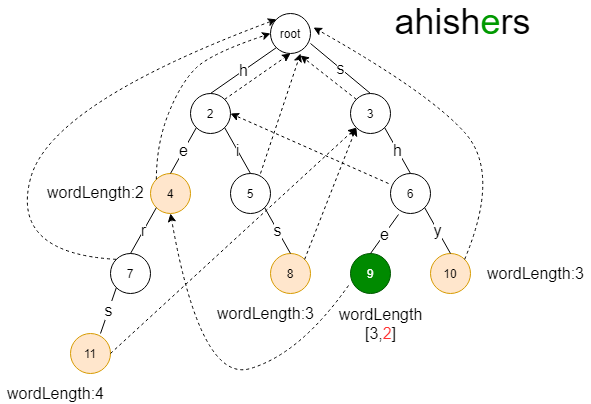 ahishers
root
h
s
2
3
e
i
h
wordLength:2
4
5
6
r
s
e
y
7
8
9
10
wordLength:3
s
wordLength:3
wordLength
[3,2]
11
wordLength:4